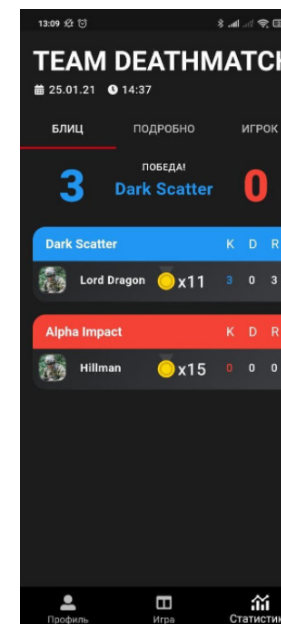 13:09
TEAM DEATHMATCH
25.01.21 14:37
БЛИЦ ПОДРОБНО ИГРОК
ПОБЕДА!
3 Dark Scatter 0
Dark Scatter K D R
Lord Dragon x11 3 0 3
Alpha Impact K D R
Hillman x15 0 0 0
Профиль Игра Статистик